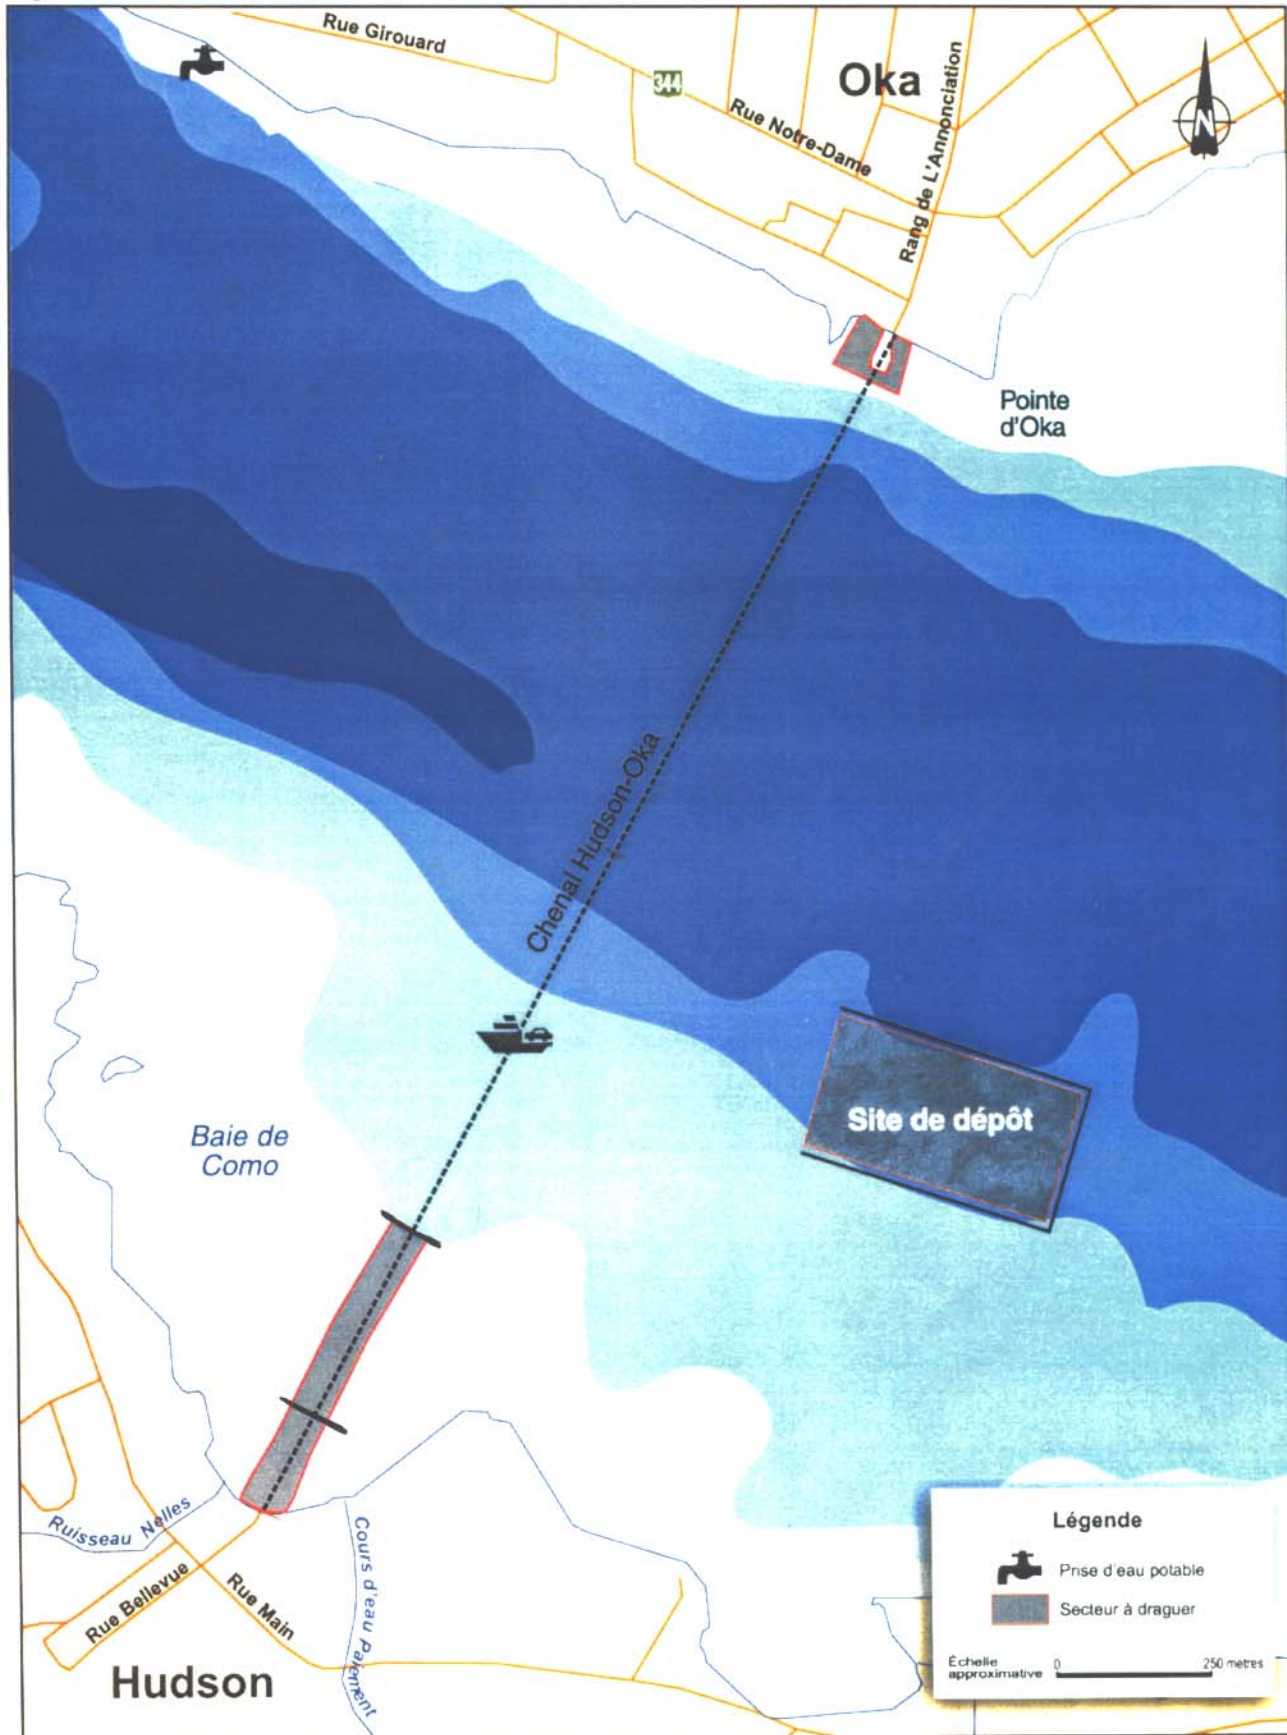 Rue Girouard
344
Oka
Rue Notre-Dame
Rang de L'Annonciation
N
Pointe
d'Oka
Chenal Hudson-Oka
Site de dépôt
Baie de
Como
Ruisseau Nelles
Rue Bellevue
Rue Main
Cours d'eau Paiement
Hudson
Légende
Prise d'eau potable
Secteur à draguer
Échelle
approximative
0
250 metres